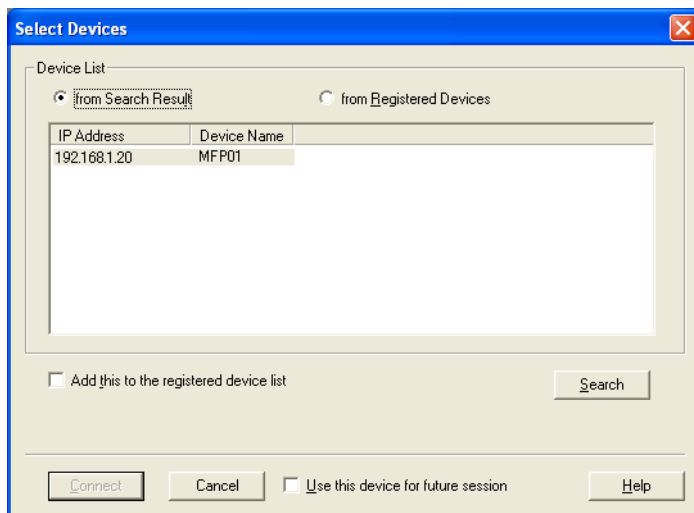 Select Devices
Device List
from Search Result
from Registered Devices
IP Address Device Name
192.168.1.20 MFP01
Add this to the registered device list
Search
Connect Cancel Use this device for future session Help